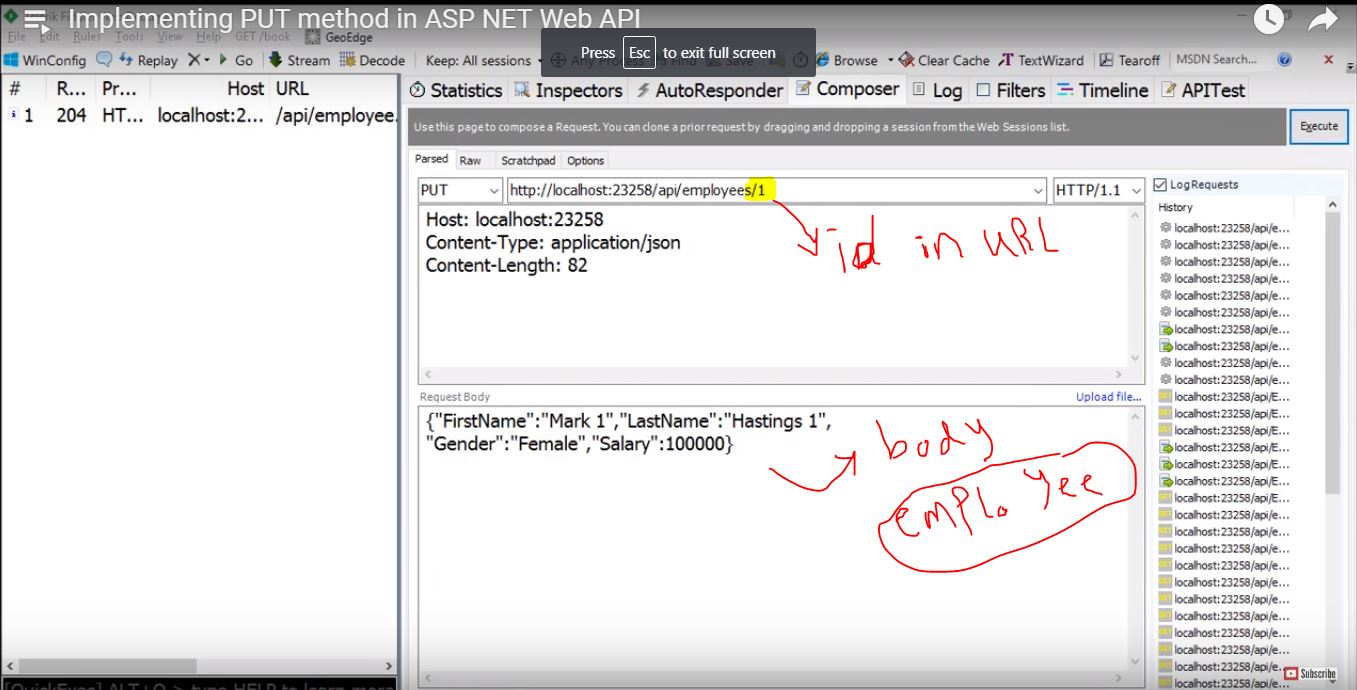 Implementing PUT method in ASP NET Web API
File Edit Rules Tools View Help GET /book GeoEdge
Press Esc to exit full screen
WinConfig Replay X Go Stream Decode Keep: All sessions Any Process Find Save Browse Clear Cache TextWizard Tearoff MSDN Search...
# R... Pr... Host URL
1 204 HT... localhost:2... /api/employee.
Statistics Inspectors AutoResponder Composer Log Filters Timeline APITest
Use this page to compose a Request. You can clone a prior request by dragging and dropping a session from the Web Sessions list.
Execute
Parsed Raw Scratchpad Options
PUT http://localhost:23258/api/employees/1 HTTP/1.1
Host: localhost:23258
Content-Type: application/json
Content-Length: 82
id in URL
Request Body Upload file...
{"FirstName":"Mark 1","LastName":"Hastings 1",
"Gender":"Female","Salary":100000}
body
employee
Log Requests
History
localhost:23258/api/e...
localhost:23258/api/e...
localhost:23258/api/e...
localhost:23258/api/e...
localhost:23258/api/e...
localhost:23258/api/e...
localhost:23258/api/e...
localhost:23258/api/e...
localhost:23258/api/e...
localhost:23258/api/e...
localhost:23258/api/e...
localhost:23258/api/e...
localhost:23258/api/e...
localhost:23258/api/E...
localhost:23258/api/E...
localhost:23258/api/E...
localhost:23258/api/E...
localhost:23258/api/e...
localhost:23258/api/e...
localhost:23258/api/e...
localhost:23258/api/e...
localhost:23258/api/e...
localhost:23258/api/e...
localhost:23258/api/e...
localhost:23258/api/e...
localhost:23258/api/e...
localhost:23258/api/e...
localhost:23258/api/e...
Subscribe
[QuickExec] ALT+Q > type HELP to learn more